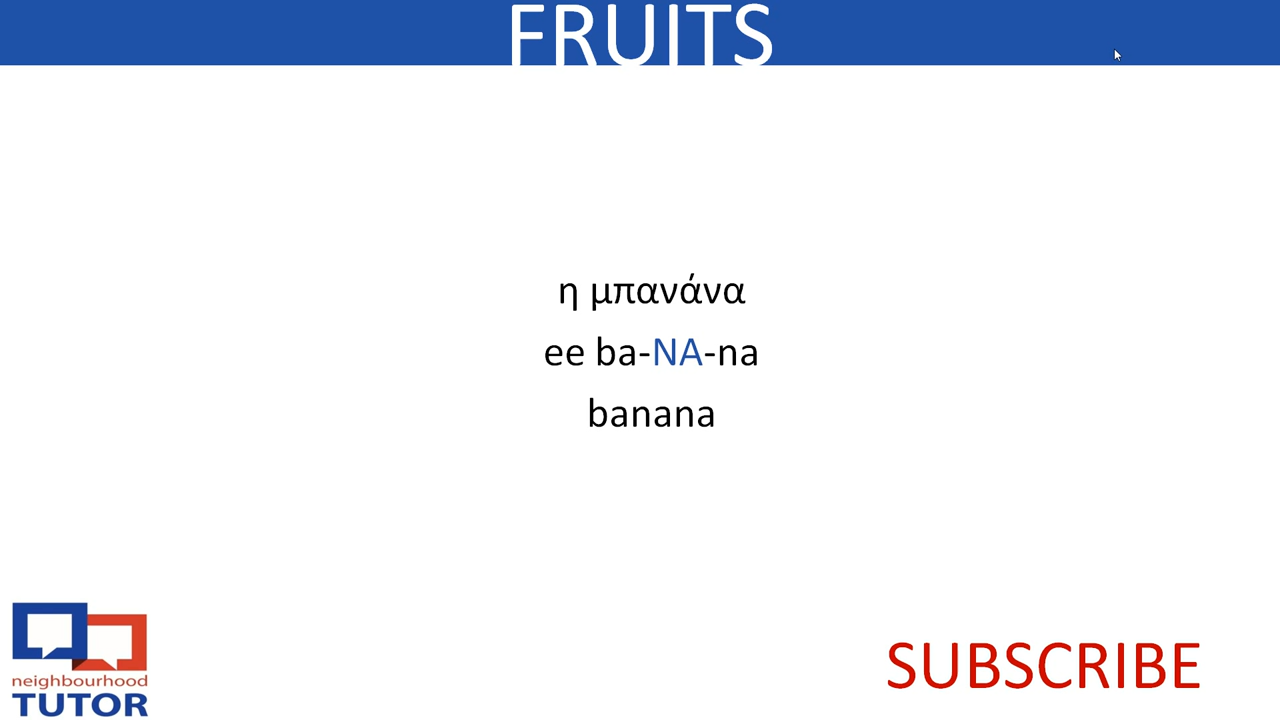 FRUITS
η μπανάνα
ee ba-NA-na
banana
neighbourhood
TUTOR
SUBSCRIBE